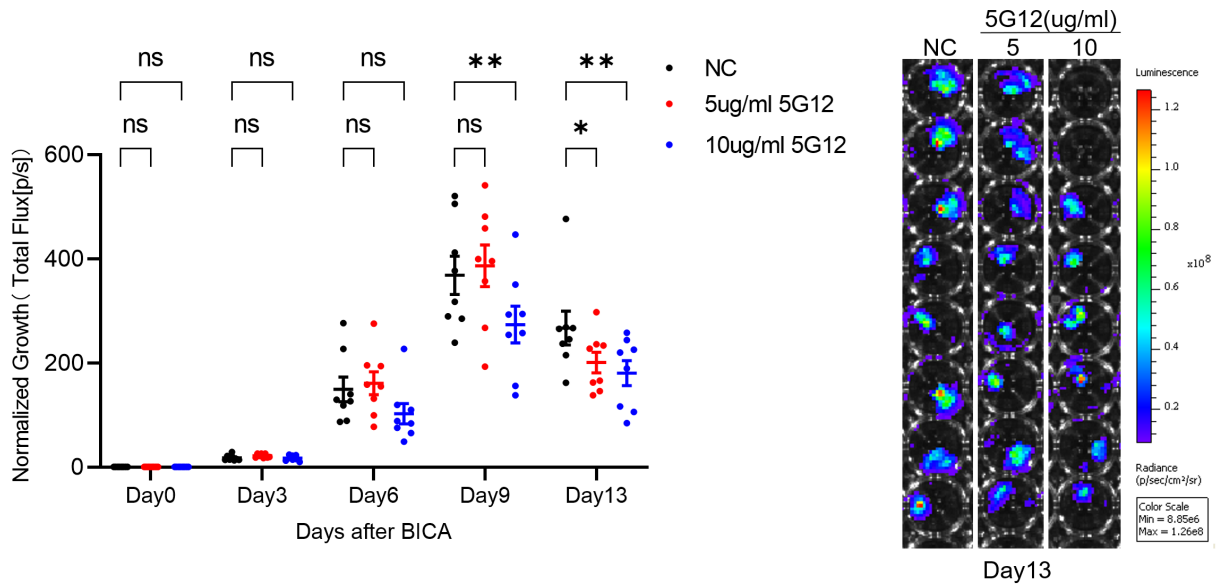 ns
ns
ns
**
**
ns
ns
ns
ns
*
NC
5ug/ml 5G12
10ug/ml 5G12
Normalized Growth( Total Flux[p/s]
600
400
200
0
Day0 Day3 Day6 Day9 Day13
Days after BICA
5G12(ug/ml)
NC 5 10
Luminescence
1.2
1.0
0.8
x10⁸
0.6
0.4
0.2
Radiance
(p/sec/cm²/sr)
Color Scale
Min = 8.85e6
Max = 1.26e8
Day13